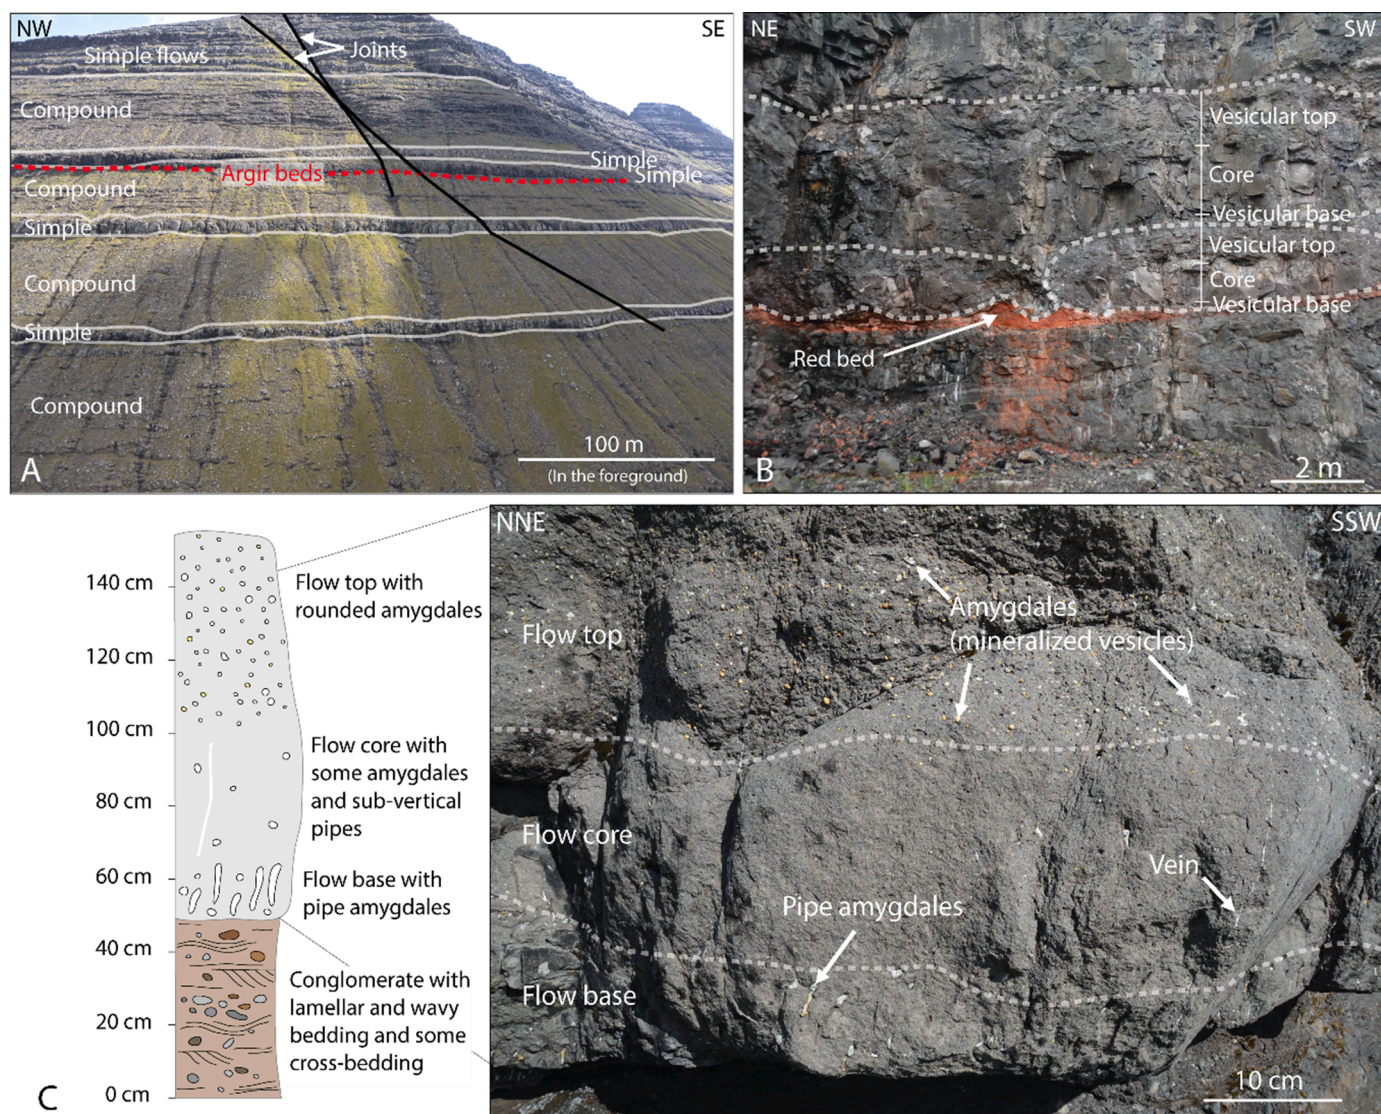 NW
SE
Simple flows
Joints
Compound
Simple
Argir beds
Simple
Compound
Simple
Compound
Simple
Compound
100 m
(In the foreground)
A
NE
SW
Vesicular top
Core
Vesicular base
Vesicular top
Core
Vesicular base
Red bed
B
2 m
140 cm
120 cm
100 cm
80 cm
60 cm
40 cm
20 cm
0 cm
Flow top with
rounded amygdales
Flow core with
some amygdales
and sub-vertical
pipes
Flow base with
pipe amygdales
Conglomerate with
lamellar and wavy
bedding and some
cross-bedding
C
NNE
SSW
Amygdales
(mineralized vesicles)
Flow top
Flow core
Vein
Pipe amygdales
Flow base
10 cm